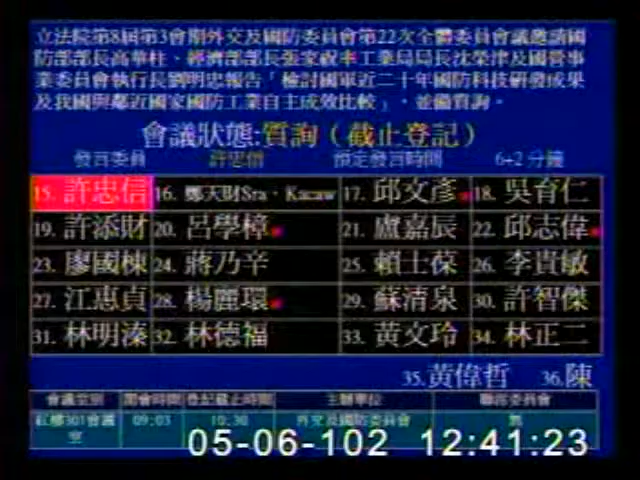 立法院第8屆第3會期外交及國防委員會第22次全體委員會議邀請國
防部部長高華柱、經濟部部長張家祝率工業局局長沈榮津及國營事
業委員會執行長劉明忠報告「檢討國軍近二十年國防科技研發成果
及我國與鄰近國家國防工業自主成效比較」，並備質詢。
會議狀態:質詢（截止登記）
發言委員 許忠信 預定發言時間 6+2 分鐘
15. 許忠信 16. 鄭天財Sra．Kacaw 17. 邱文彥 18. 吳育仁
19. 許添財 20. 呂學樟 21. 盧嘉辰 22. 邱志偉
23. 廖國棟 24. 蔣乃辛 25. 賴士葆 26. 李貴敏
27. 江惠貞 28. 楊麗環 29. 蘇清泉 30. 許智傑
31. 林明溱 32. 林德福 33. 黃文玲 34. 林正二
35.黃偉哲 36.陳
會議室別 開會時間 登記截止時間 主辦單位 聯席委員會
紅樓301會議室 09:03 10:30 外交及國防委員會 無
05-06-102 12:41:23